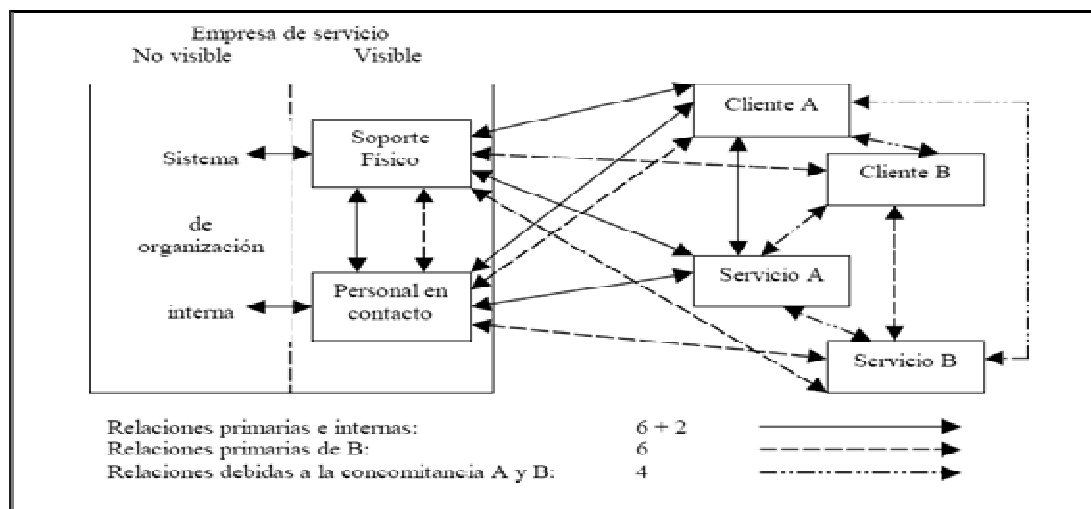 Empresa de servicio
No visible
Visible
Sistema
de
organización
interna
Soporte
Físico
Personal en
contacto
Cliente A
Cliente B
Servicio A
Servicio B
Relaciones primarias e internas: 6 + 2
Relaciones primarias de B: 6
Relaciones debidas a la concomitancia A y B: 4